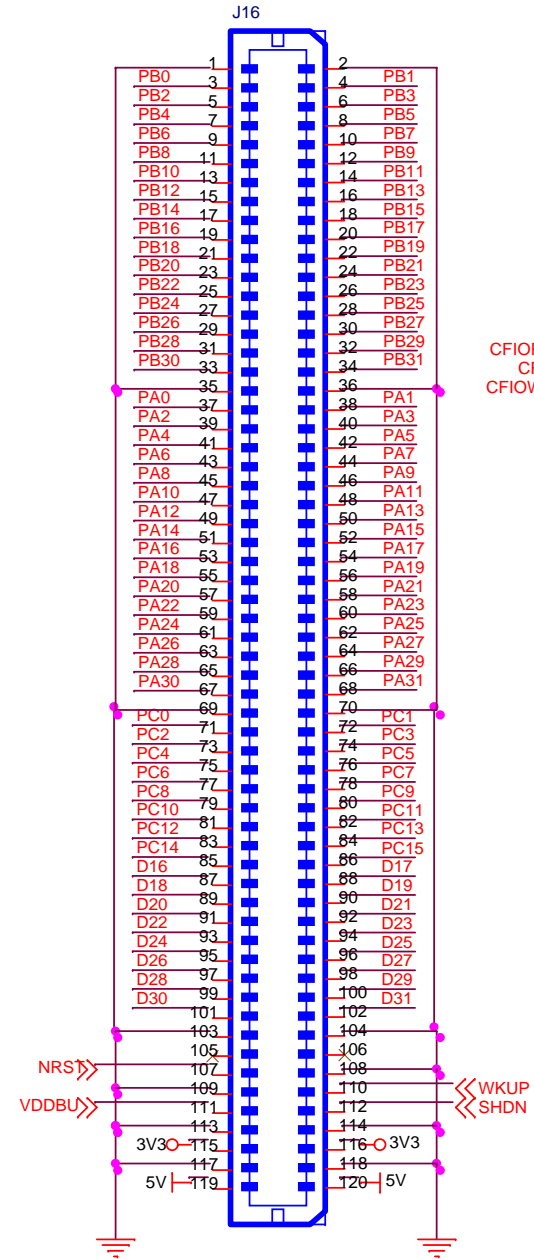 J16
1 2
PB0 3 4 PB1
PB2 5 6 PB3
PB4 7 8 PB5
PB6 9 10 PB7
PB8 11 12 PB9
PB10 13 14 PB11
PB12 15 16 PB13
PB14 17 18 PB15
PB16 19 20 PB17
PB18 21 22 PB19
PB20 23 24 PB21
PB22 25 26 PB23
PB24 27 28 PB25
PB26 29 30 PB27
PB28 31 32 PB29
PB30 33 34 PB31
35 36
PA0 37 38 PA1
PA2 39 40 PA3
PA4 41 42 PA5
PA6 43 44 PA7
PA8 45 46 PA9
PA10 47 48 PA11
PA12 49 50 PA13
PA14 51 52 PA15
PA16 53 54 PA17
PA18 55 56 PA19
PA20 57 58 PA21
PA22 59 60 PA23
PA24 61 62 PA25
PA26 63 64 PA27
PA28 65 66 PA29
PA30 67 68 PA31
69 70
PC0 71 72 PC1
PC2 73 74 PC3
PC4 75 76 PC5
PC6 77 78 PC7
PC8 79 80 PC9
PC10 81 82 PC11
PC12 83 84 PC13
PC14 85 86 PC15
D16 87 88 D17
D18 89 90 D19
D20 91 92 D21
D22 93 94 D23
D24 95 96 D25
D26 97 98 D27
D28 99 100 D29
D30 101 102 D31
103 104
105 106
NRST 107 108
109 110 WKUP
VDDBU 111 112 SHDN
113 114
3V3 115 116 3V3
117 118
5V 119 120 5V
CFIOW